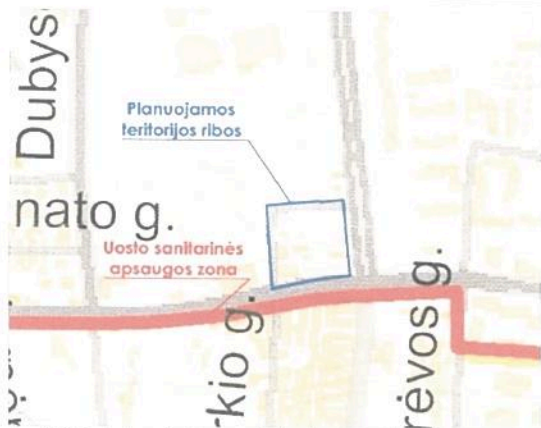 Dubys
Planuojamos
teritorijos ribos
nato g.
Uosto sanitarinės
apsaugos zona
rkio g.
rėvos g.